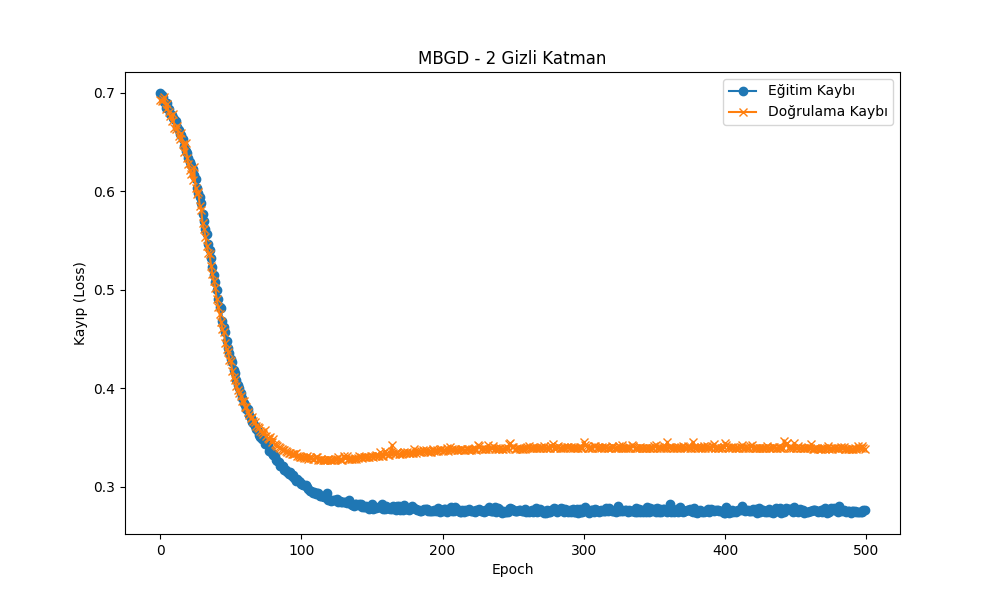 MBGD - 2 Gizli Katman
Eğitim Kaybı
Doğrulama Kaybı
Kayıp (Loss)
0.7
0.6
0.5
0.4
0.3
0 100 200 300 400 500
Epoch